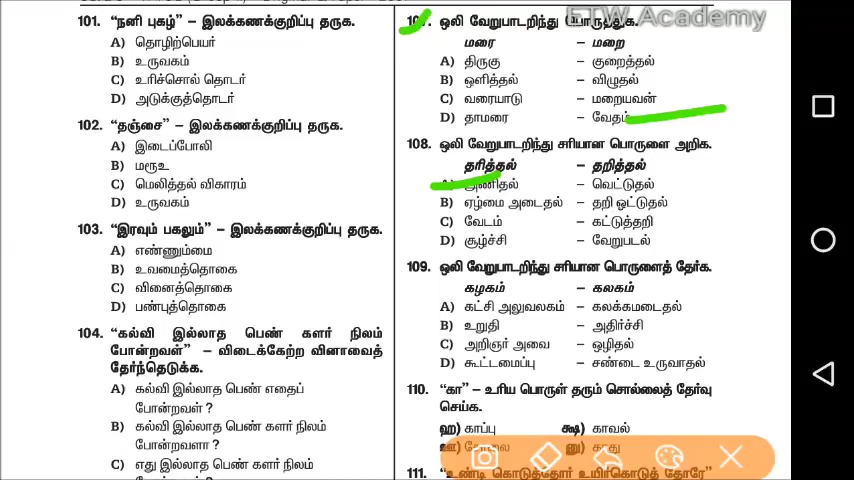 101. "நனி புகழ்" – இலக்கணக்குறிப்பு தருக.
A) தொழிற்பெயர்
B) உருவகம்
C) உரிச்சொல் தொடர்
D) அடுக்குத்தொடர்
102. "தஞ்சை" – இலக்கணக்குறிப்பு தருக.
A) இடைப்போலி
B) மரூஉ
C) மெலித்தல் விகாரம்
D) உருவகம்
103. "இரவும் பகலும்" – இலக்கணக்குறிப்பு தருக.
A) எண்ணும்மை
B) உவமைத்தொகை
C) வினைத்தொகை
D) பண்புத்தொகை
104. "கல்வி இல்லாத பெண் களர் நிலம்
போன்றவள்" – விடைக்கேற்ற வினாவைத்
தேர்ந்தெடுக்க.
A) கல்வி இல்லாத பெண் எதைப்
போன்றவள் ?
B) கல்வி இல்லாத பெண் களர் நிலம்
போன்றவளா ?
C) எது இல்லாத பெண் களர் நிலம்
ETW Academy
107. ஒலி வேறுபாடறிந்து பொருத்துக.
மரை – மறை
A) திருகு – குறைத்தல்
B) ஒளித்தல் – விழுதல்
C) வரையாடு – மறையவன்
D) தாமரை – வேதம்
108. ஒலி வேறுபாடறிந்து சரியான பொருளை அறிக.
தரித்தல் – தறித்தல்
A) அணிதல் – வெட்டுதல்
B) ஏழ்மை அடைதல் – தறி ஓட்டுதல்
C) வேடம் – கட்டுத்தறி
D) சூழ்ச்சி – வேறுபடல்
109. ஒலி வேறுபாடறிந்து சரியான பொருளைத் தேர்க.
கழகம் – கலகம்
A) கட்சி அலுவலகம் – கலக்கமடைதல்
B) உறுதி – அதிர்ச்சி
C) அறிஞர் அவை – ஒழிதல்
D) கூட்டமைப்பு – சண்டை உருவாதல்
110. "கா" – உரிய பொருள் தரும் சொல்லைத் தேர்வு
செய்க.
ஹ) காப்பு க்ஷ) காவல்
111. "உண்டி கொடுத்தோர் உயிர்கொடுத் தோரே"